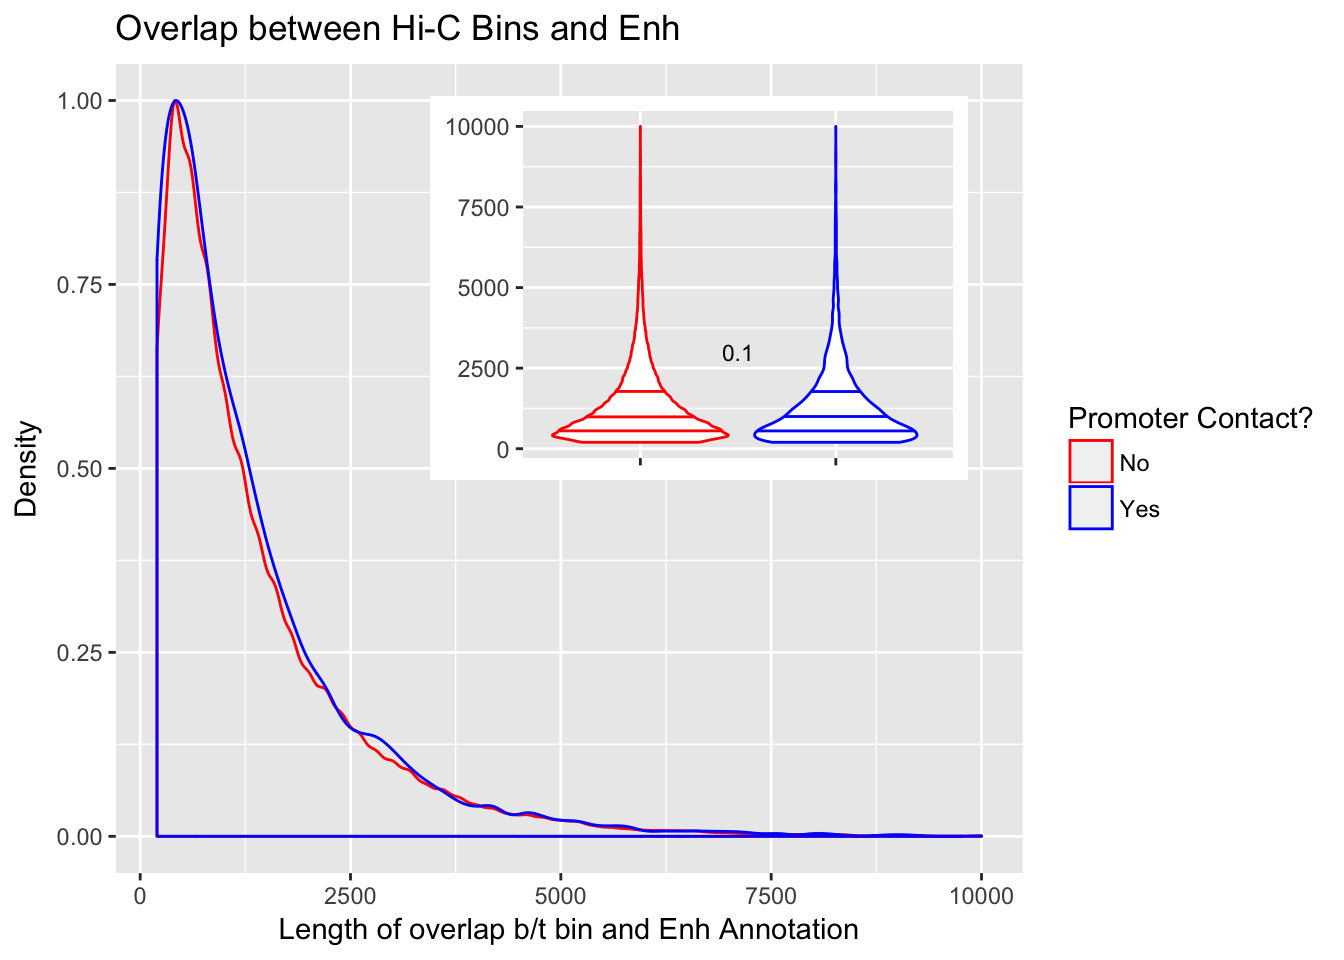 Overlap between Hi-C Bins and Enh
1.00
0.75
0.50
0.25
0.00
Density
10000
7500
5000
2500
0
0.1
0 2500 5000 7500 10000
Length of overlap b/t bin and Enh Annotation
Promoter Contact?
No
Yes